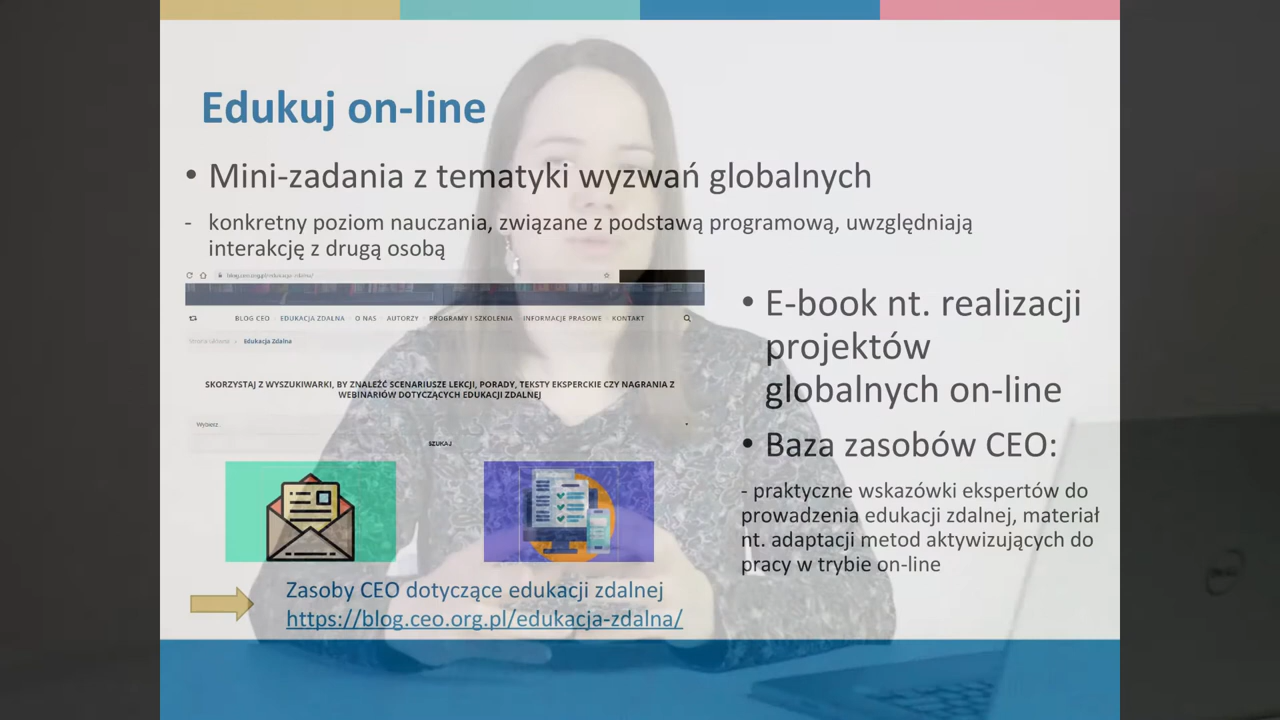 Edukuj on-line
• Mini-zadania z tematyki wyzwań globalnych
- konkretny poziom nauczania, związane z podstawą programową, uwzględniają
interakcję z drugą osobą
BLOG CEO EDUKACJA ZDALNA O NAS AUTORZY PROGRAMY I SZKOLENIA INFORMACJE PRASOWE KONTAKT
Strona Główna » Edukacja Zdalna
SKORZYSTAJ Z WYSZUKIWARKI, BY ZNALEŹĆ SCENARIUSZE LEKCJI, PORADY, TEKSTY EKSPERCKIE CZY NAGRANIA Z
WEBINARIÓW DOTYCZĄCYCH EDUKACJI ZDALNEJ
Wybierz
SZUKAJ
Zasoby CEO dotyczące edukacji zdalnej
https://blog.ceo.org.pl/edukacja-zdalna/
• E-book nt. realizacji
projektów
globalnych on-line
• Baza zasobów CEO:
- praktyczne wskazówki ekspertów do
prowadzenia edukacji zdalnej, materiał
nt. adaptacji metod aktywizujących do
pracy w trybie on-line